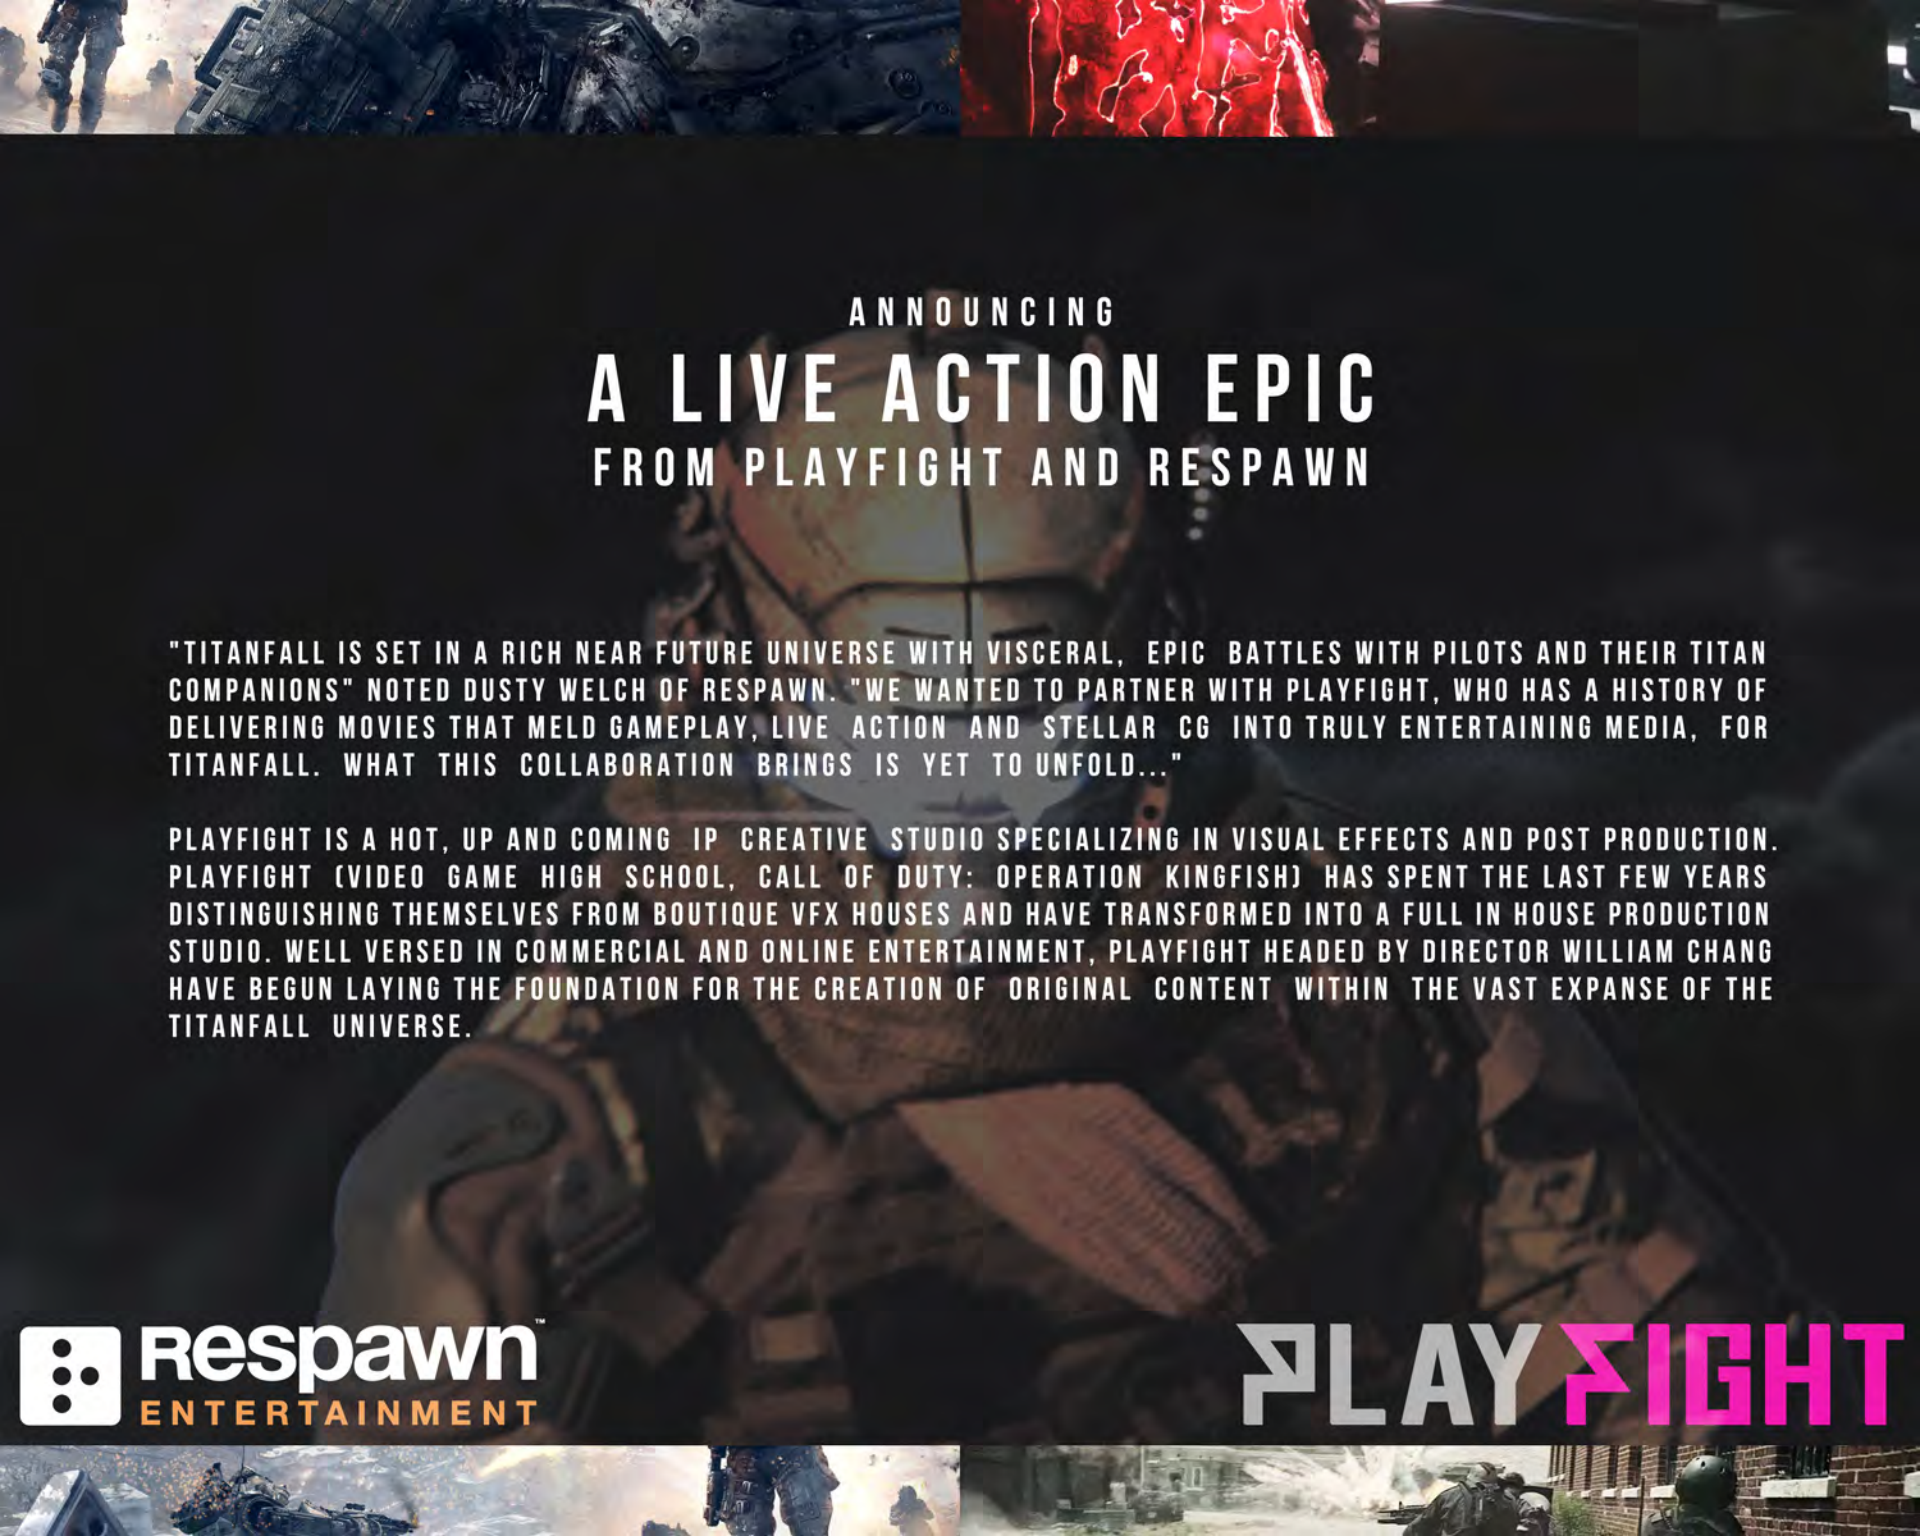 ANNOUNCING
A LIVE ACTION EPIC
FROM PLAYFIGHT AND RESPAWN
"TITANFALL IS SET IN A RICH NEAR FUTURE UNIVERSE WITH VISCERAL, EPIC BATTLES WITH PILOTS AND THEIR TITAN
COMPANIONS" NOTED DUSTY WELCH OF RESPAWN. "WE WANTED TO PARTNER WITH PLAYFIGHT, WHO HAS A HISTORY OF
DELIVERING MOVIES THAT MELD GAMEPLAY, LIVE ACTION AND STELLAR CG INTO TRULY ENTERTAINING MEDIA, FOR
TITANFALL. WHAT THIS COLLABORATION BRINGS IS YET TO UNFOLD..."
PLAYFIGHT IS A HOT, UP AND COMING IP CREATIVE STUDIO SPECIALIZING IN VISUAL EFFECTS AND POST PRODUCTION.
PLAYFIGHT (VIDEO GAME HIGH SCHOOL, CALL OF DUTY: OPERATION KINGFISH) HAS SPENT THE LAST FEW YEARS
DISTINGUISHING THEMSELVES FROM BOUTIQUE VFX HOUSES AND HAVE TRANSFORMED INTO A FULL IN HOUSE PRODUCTION
STUDIO. WELL VERSED IN COMMERCIAL AND ONLINE ENTERTAINMENT, PLAYFIGHT HEADED BY DIRECTOR WILLIAM CHANG
HAVE BEGUN LAYING THE FOUNDATION FOR THE CREATION OF ORIGINAL CONTENT WITHIN THE VAST EXPANSE OF THE
TITANFALL UNIVERSE.
Respawn™
ENTERTAINMENT
PLAYFIGHT